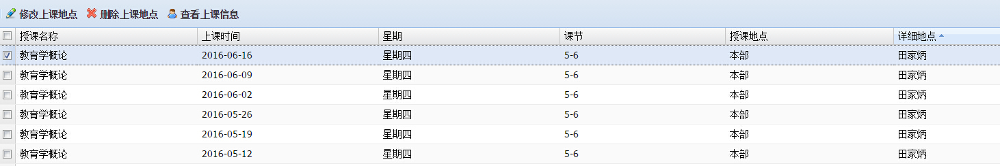 修改上课地点 删除上课地点 查看上课信息
授课名称 上课时间 星期 课节 授课地点 详细地点
教育学概论 2016-06-16 星期四 5-6 本部 田家炳
教育学概论 2016-06-09 星期四 5-6 本部 田家炳
教育学概论 2016-06-02 星期四 5-6 本部 田家炳
教育学概论 2016-05-26 星期四 5-6 本部 田家炳
教育学概论 2016-05-19 星期四 5-6 本部 田家炳
教育学概论 2016-05-12 星期四 5-6 本部 田家炳